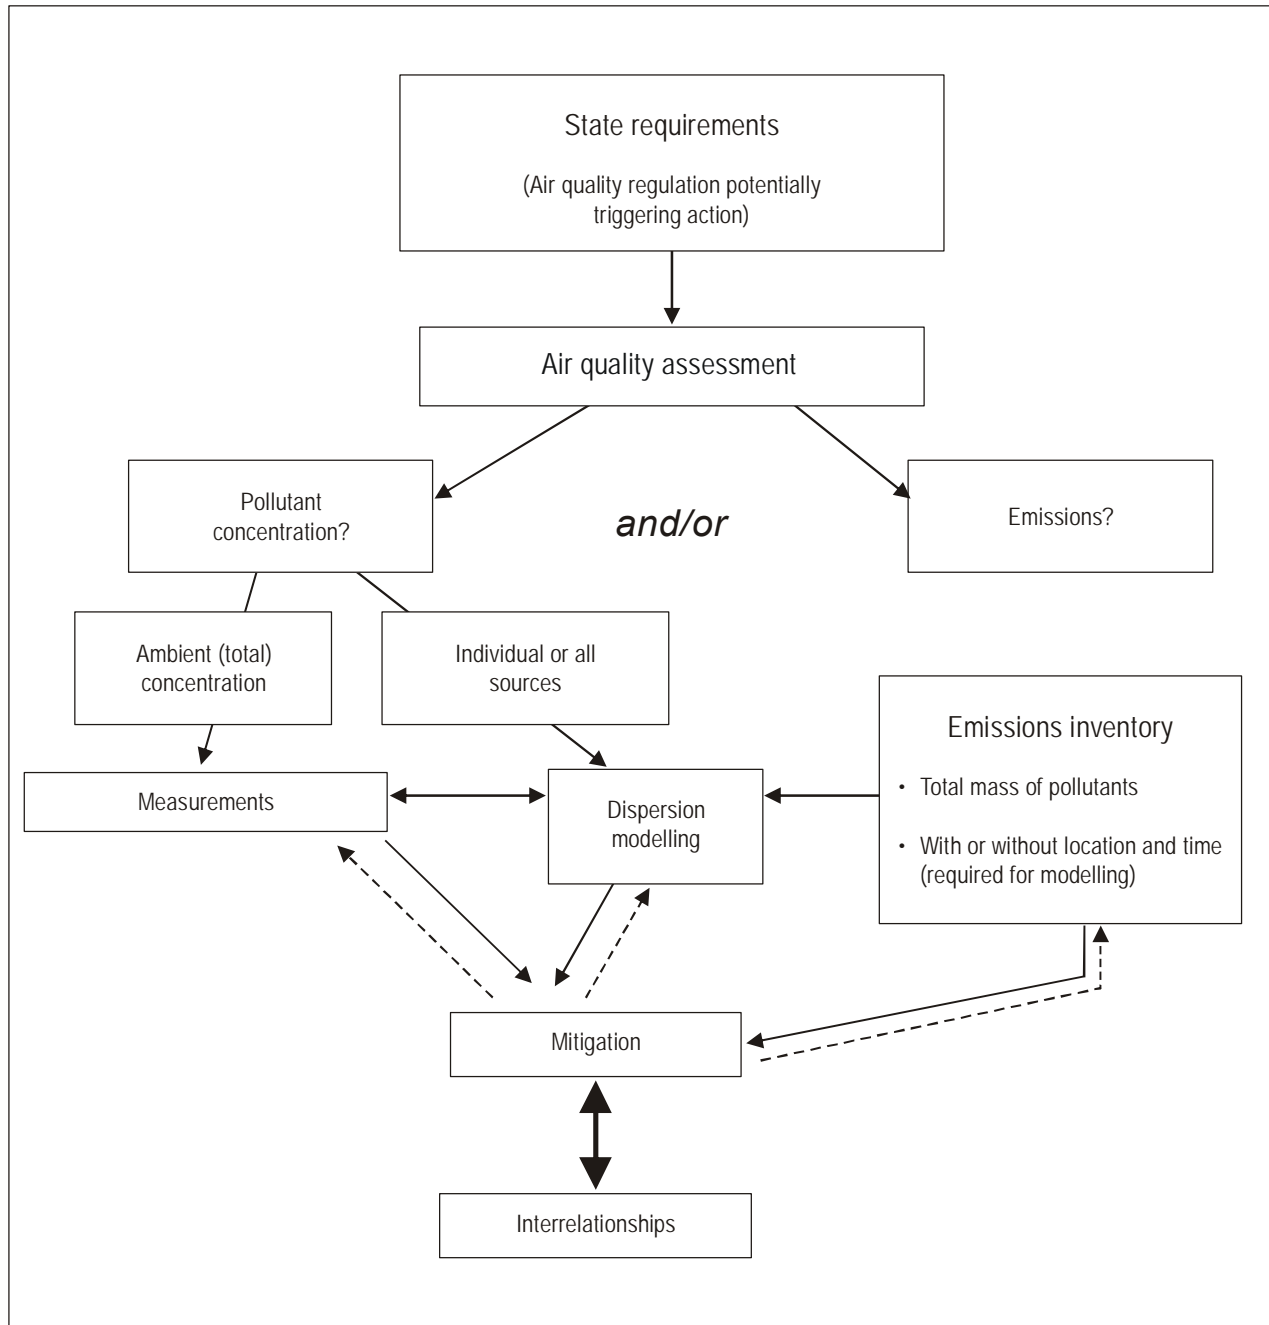 State requirements
(Air quality regulation potentially
triggering action)
Air quality assessment
Pollutant
concentration?
and/or
Emissions?
Ambient (total)
concentration
Individual or all
sources
Emissions inventory
• Total mass of pollutants
• With or without location and time
(required for modelling)
Measurements
Dispersion
modelling
Mitigation
Interrelationships